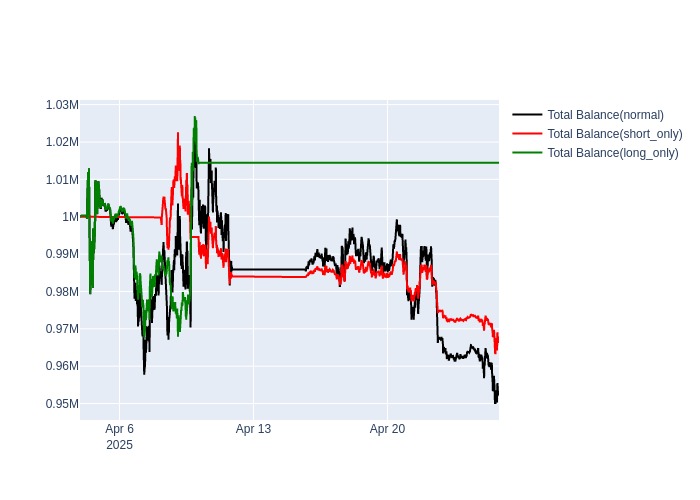 1.03M
1.02M
1.01M
1M
0.99M
0.98M
0.97M
0.96M
0.95M
Apr 6
2025
Apr 13
Apr 20
Total Balance(normal)
Total Balance(short_only)
Total Balance(long_only)